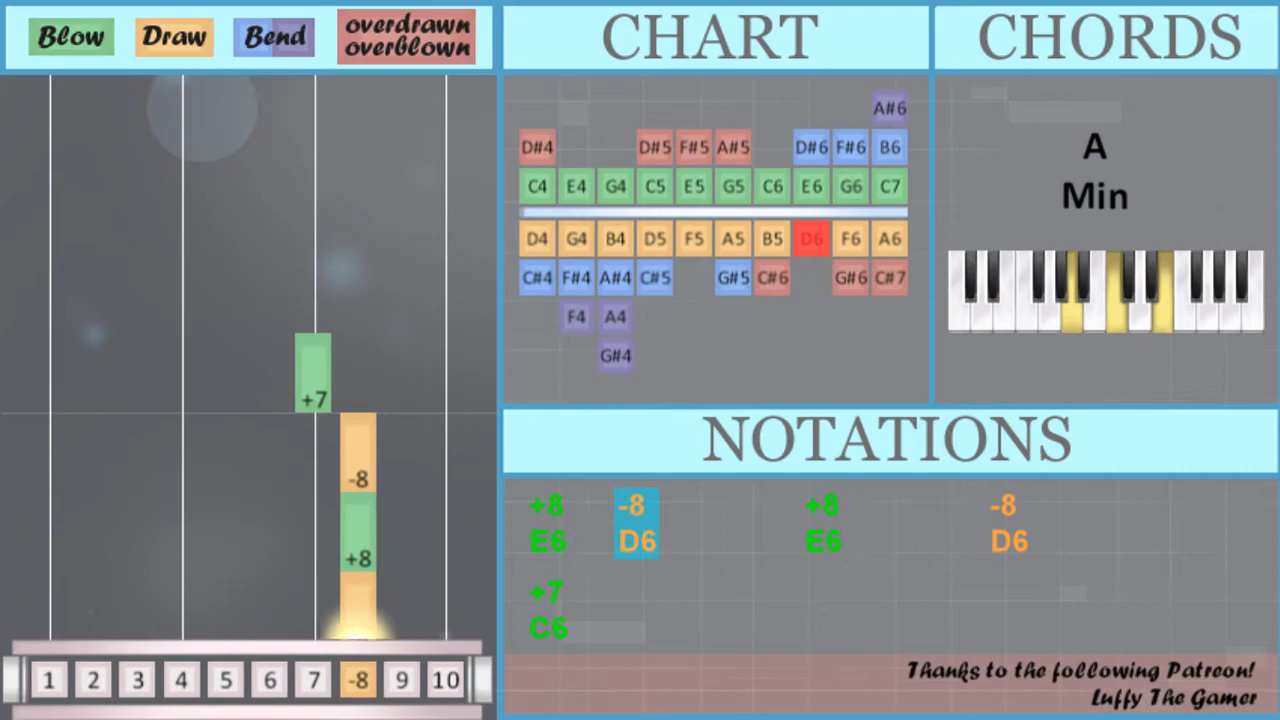 Blow Draw Bend overdrawn
overblown
CHART
CHORDS
A#6
D#4 D#5 F#5 A#5 D#6 F#6 B6
C4 E4 G4 C5 E5 G5 C6 E6 G6 C7
D4 G4 B4 D5 F5 A5 B5 D6 F6 A6
C#4 F#4 A#4 C#5 G#5 C#6 G#6 C#7
F4 A4
G#4
A
Min
+7
-8
+8
1 2 3 4 5 6 7 -8 9 10
NOTATIONS
+8 -8 +8 -8
E6 D6 E6 D6
+7
C6
Thanks to the following Patreon!
Luffy The Gamer